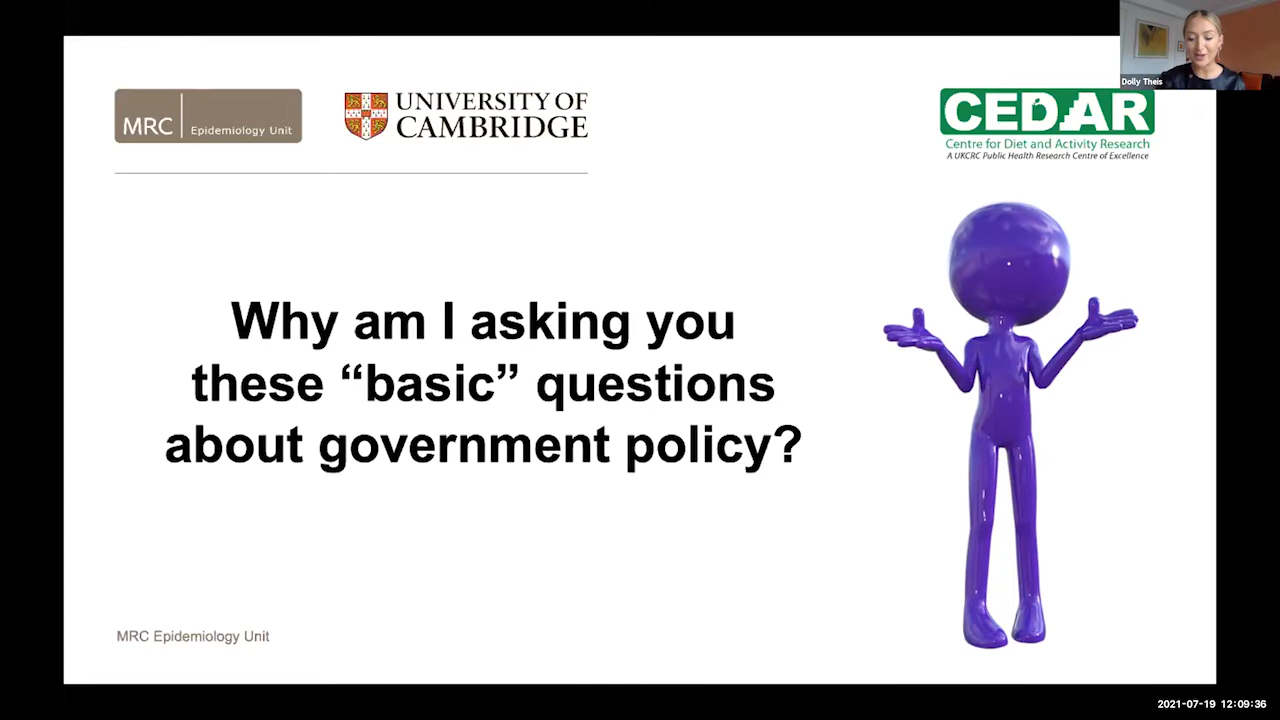 Dolly Theis
MRC Epidemiology Unit
UNIVERSITY OF
CAMBRIDGE
CEDAR
Centre for Diet and Activity Research
A UKCRC Public Health Research Centre of Excellence
Why am I asking you
these “basic” questions
about government policy?
MRC Epidemiology Unit
2021-07-19 12:09:36